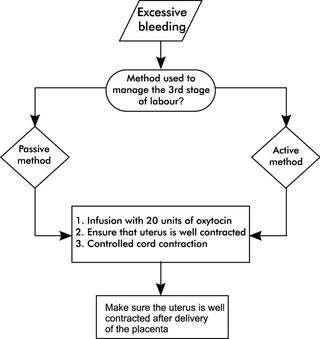 Excessive
bleeding
Method used to
manage the 3rd stage
of labour?
Passive
method
Active
method
1. Infusion with 20 units of oxytocin
2. Ensure that uterus is well contracted
3. Controlled cord contraction
Make sure the uterus is well
contracted after delivery
of the placenta